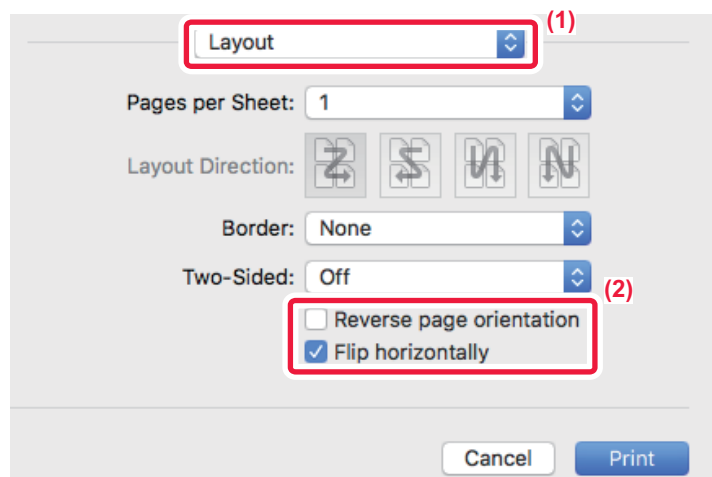 (1)
Layout
Pages per Sheet: 1
Layout Direction:
Border: None
Two-Sided: Off
(2)
Reverse page orientation
Flip horizontally
Cancel Print